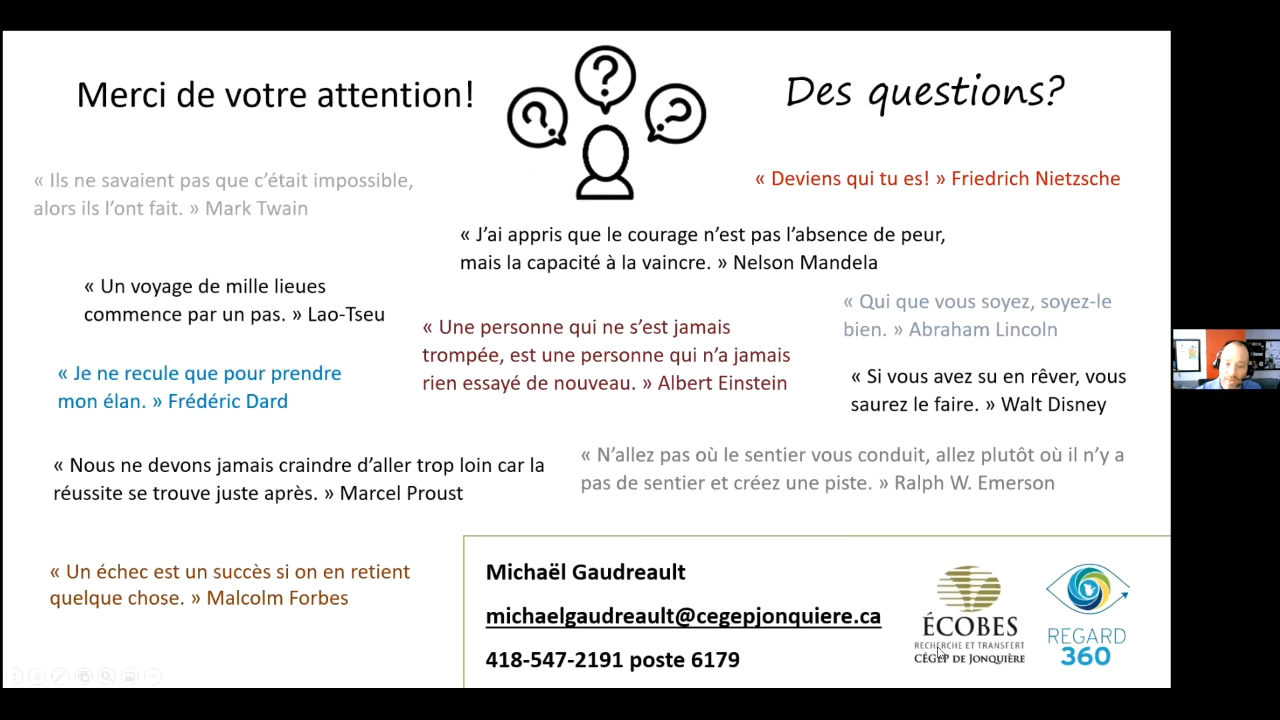 Merci de votre attention!
Des questions?
« Ils ne savaient pas que c’était impossible,
alors ils l’ont fait. » Mark Twain
« Deviens qui tu es! » Friedrich Nietzsche
« J’ai appris que le courage n’est pas l’absence de peur,
mais la capacité à la vaincre. » Nelson Mandela
« Un voyage de mille lieues
commence par un pas. » Lao-Tseu
« Qui que vous soyez, soyez-le
bien. » Abraham Lincoln
« Une personne qui ne s’est jamais
trompée, est une personne qui n’a jamais
rien essayé de nouveau. » Albert Einstein
« Je ne recule que pour prendre
mon élan. » Frédéric Dard
« Si vous avez su en rêver, vous
saurez le faire. » Walt Disney
« Nous ne devons jamais craindre d’aller trop loin car la
réussite se trouve juste après. » Marcel Proust
« N’allez pas où le sentier vous conduit, allez plutôt où il n’y a
pas de sentier et créez une piste. » Ralph W. Emerson
« Un échec est un succès si on en retient
quelque chose. » Malcolm Forbes
Michaël Gaudreault
michaelgaudreault@cegepjonquiere.ca
418-547-2191 poste 6179
ÉCOBES
RECHERCHE ET TRANSFERT
CÉGEP DE JONQUIÈRE
REGARD
360